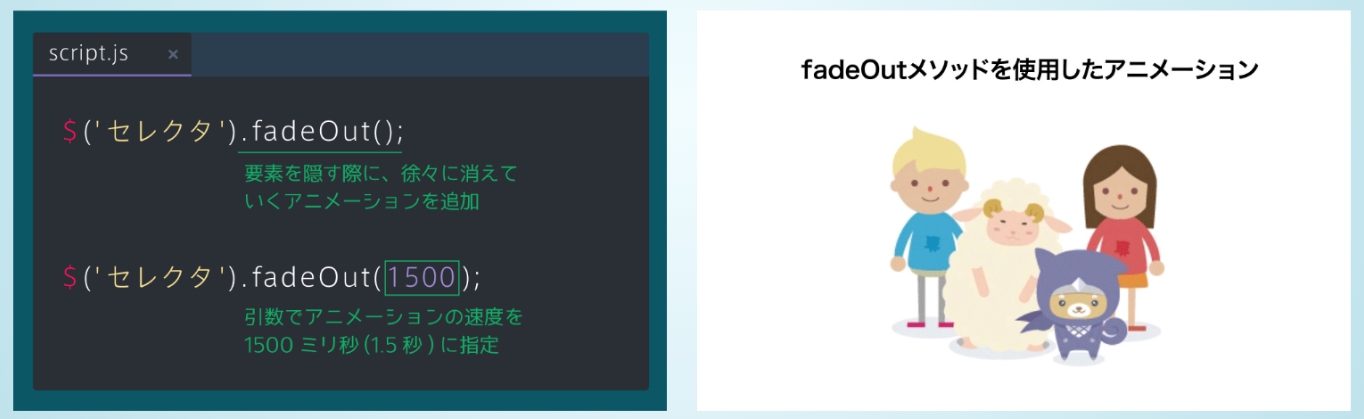 script.js ×
$('セレクタ').fadeOut();
要素を隠す際に、徐々に消えて
いくアニメーションを追加
$('セレクタ').fadeOut(1500);
引数でアニメーションの速度を
1500 ミリ秒(1.5 秒)に指定
fadeOutメソッドを使用したアニメーション